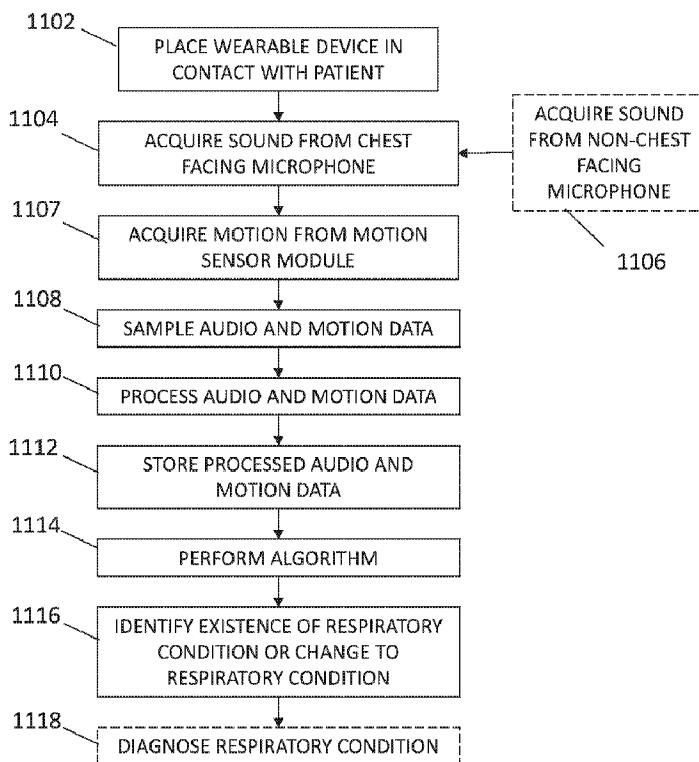 1102
PLACE WEARABLE DEVICE IN
CONTACT WITH PATIENT
1104
ACQUIRE SOUND FROM CHEST
FACING MICROPHONE
ACQUIRE SOUND
FROM NON-CHEST
FACING
MICROPHONE
1106
1107
ACQUIRE MOTION FROM MOTION
SENSOR MODULE
1108
SAMPLE AUDIO AND MOTION DATA
1110
PROCESS AUDIO AND MOTION DATA
1112
STORE PROCESSED AUDIO AND
MOTION DATA
1114
PERFORM ALGORITHM
1116
IDENTIFY EXISTENCE OF RESPIRATORY
CONDITION OR CHANGE TO
RESPIRATORY CONDITION
1118
DIAGNOSE RESPIRATORY CONDITION